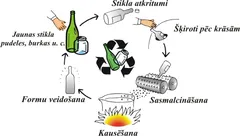 Stikla atkritumi
Šķiroti pēc krāsām
Sasmalcināšana
Kausēšana
Formu veidošana
Jaunas stikla
pudeles, burkas u. c.